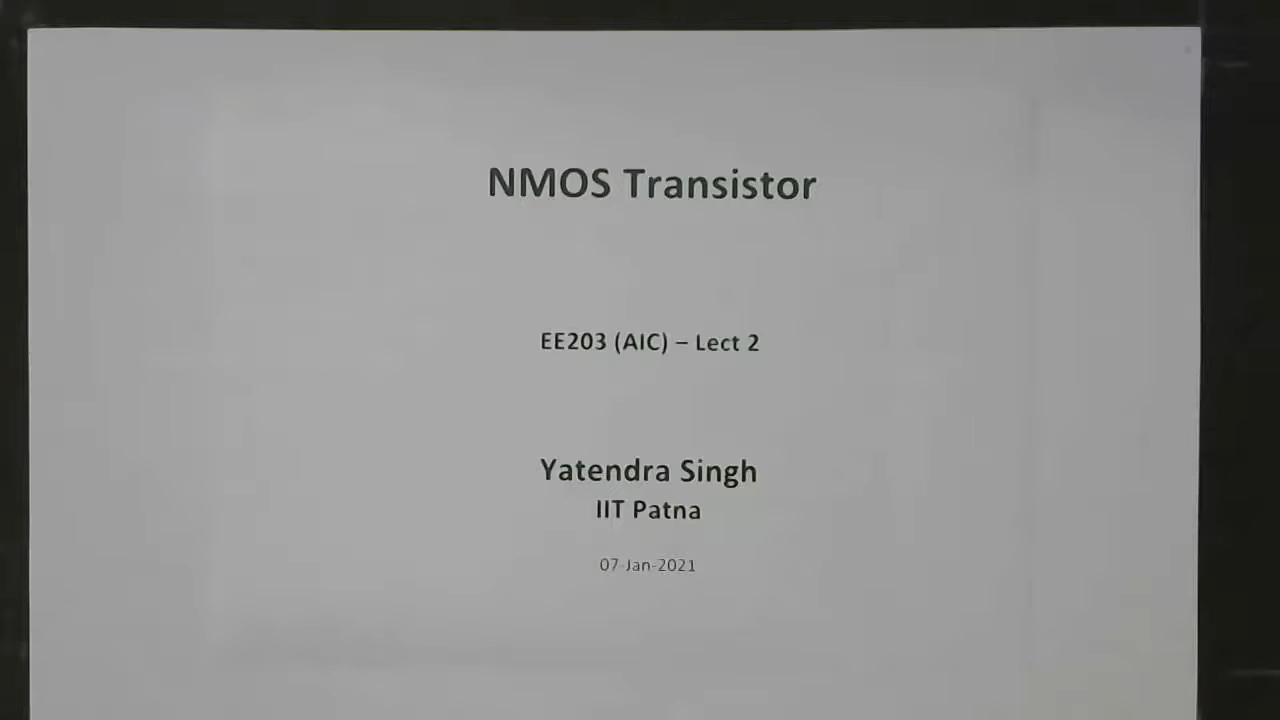 NMOS Transistor
EE203 (AIC) – Lect 2
Yatendra Singh
IIT Patna
07-Jan-2021